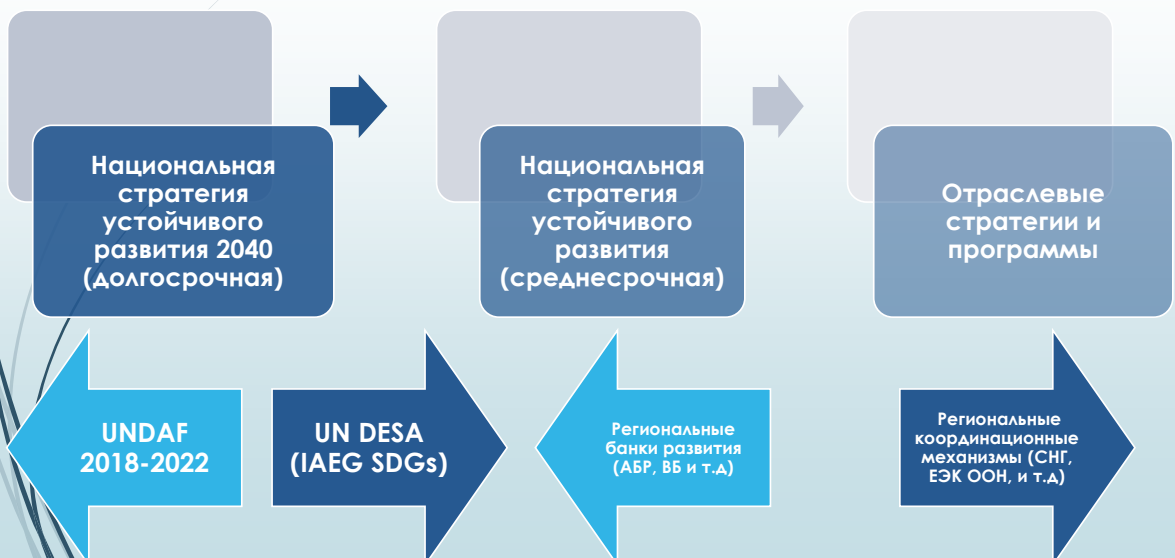 Национальная
стратегия
устойчивого
развития 2040
(долгосрочная)
Национальная
стратегия
устойчивого
развития
(среднесрочная)
Отраслевые
стратегии и
программы
UNDAF
2018-2022
UN DESA
(IAEG SDGs)
Региональные
банки развития
(АБР, ВБ и т.д)
Региональные
координационные
механизмы (СНГ,
ЕЭК ООН, и т.д)